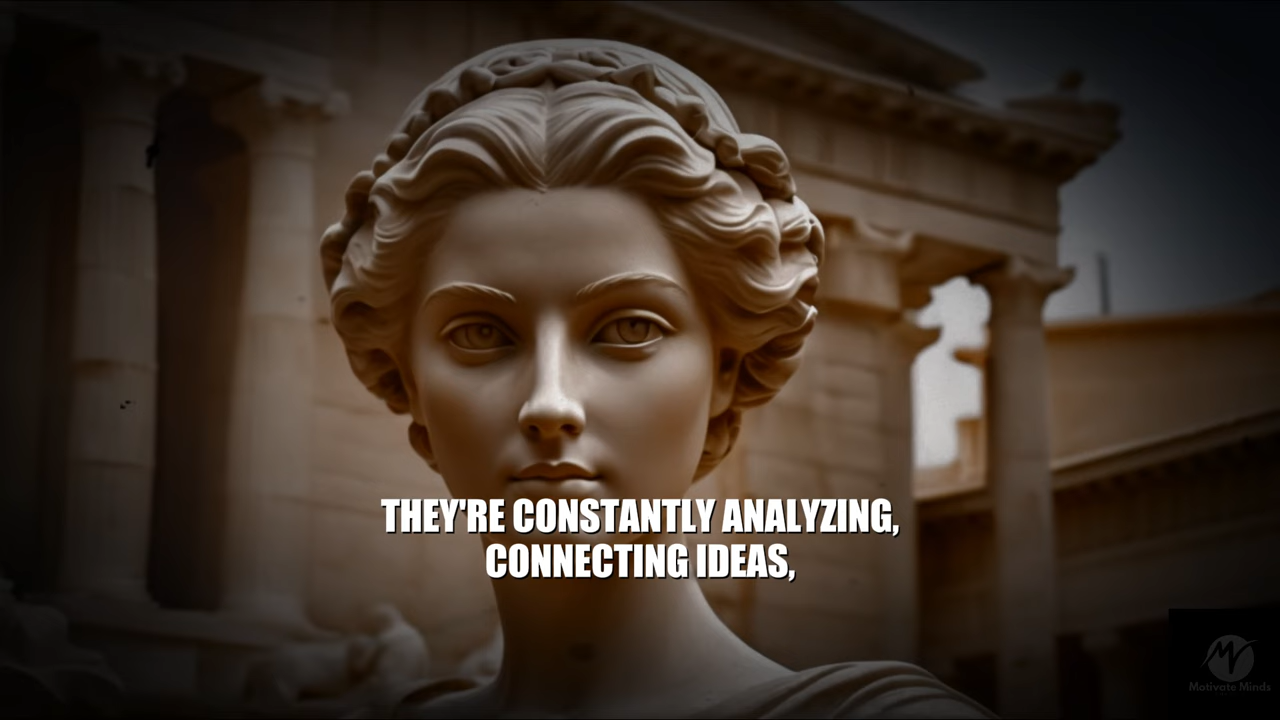 THEY'RE CONSTANTLY ANALYZING,
CONNECTING IDEAS,
Motivate Minds